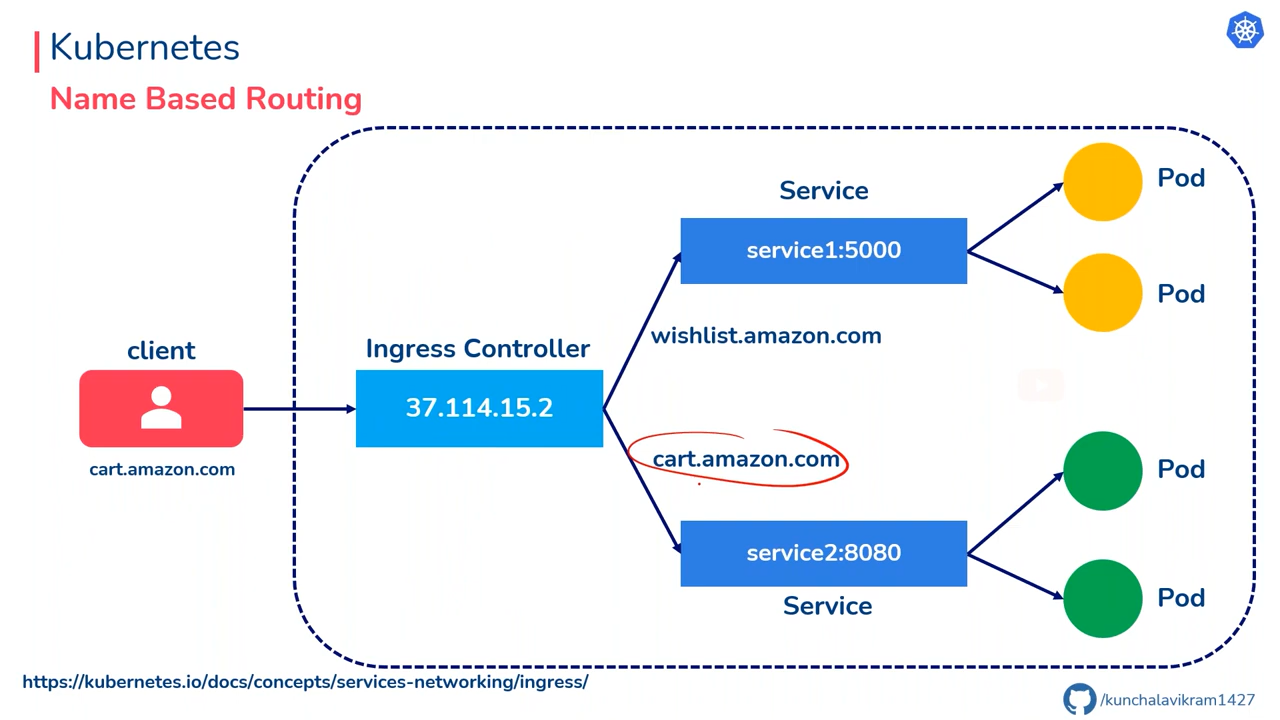 Kubernetes
Name Based Routing
Service
service1:5000
Pod
Pod
wishlist.amazon.com
client
Ingress Controller
37.114.15.2
cart.amazon.com
cart.amazon.com
Pod
service2:8080
Service
Pod
https://kubernetes.io/docs/concepts/services-networking/ingress/
/kunchalavikram1427